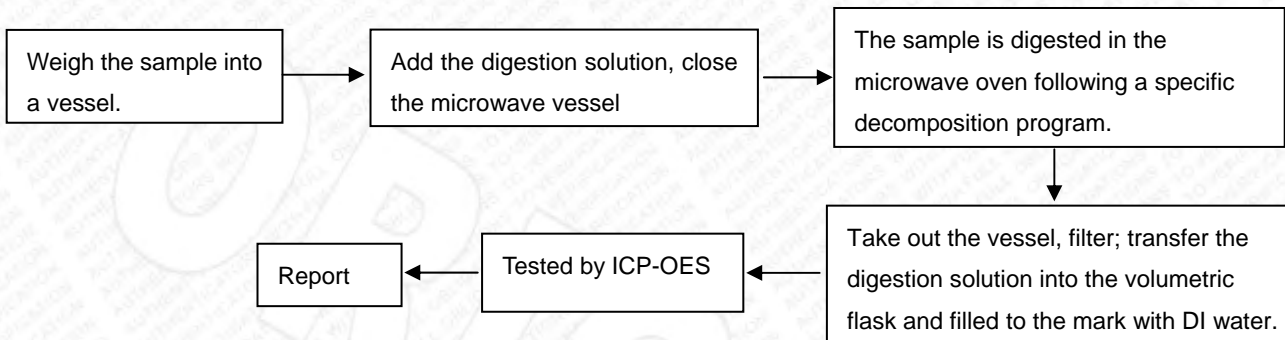 Weigh the sample into
a vessel.
Add the digestion solution, close
the microwave vessel
The sample is digested in the
microwave oven following a specific
decomposition program.
Take out the vessel, filter; transfer the
digestion solution into the volumetric
flask and filled to the mark with DI water.
Tested by ICP-OES
Report